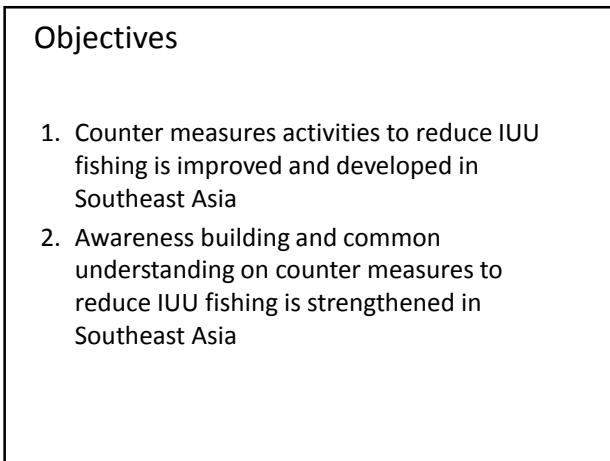 Objectives
1. Counter measures activities to reduce IUU
fishing is improved and developed in
Southeast Asia
2. Awareness building and common
understanding on counter measures to
reduce IUU fishing is strengthened in
Southeast Asia